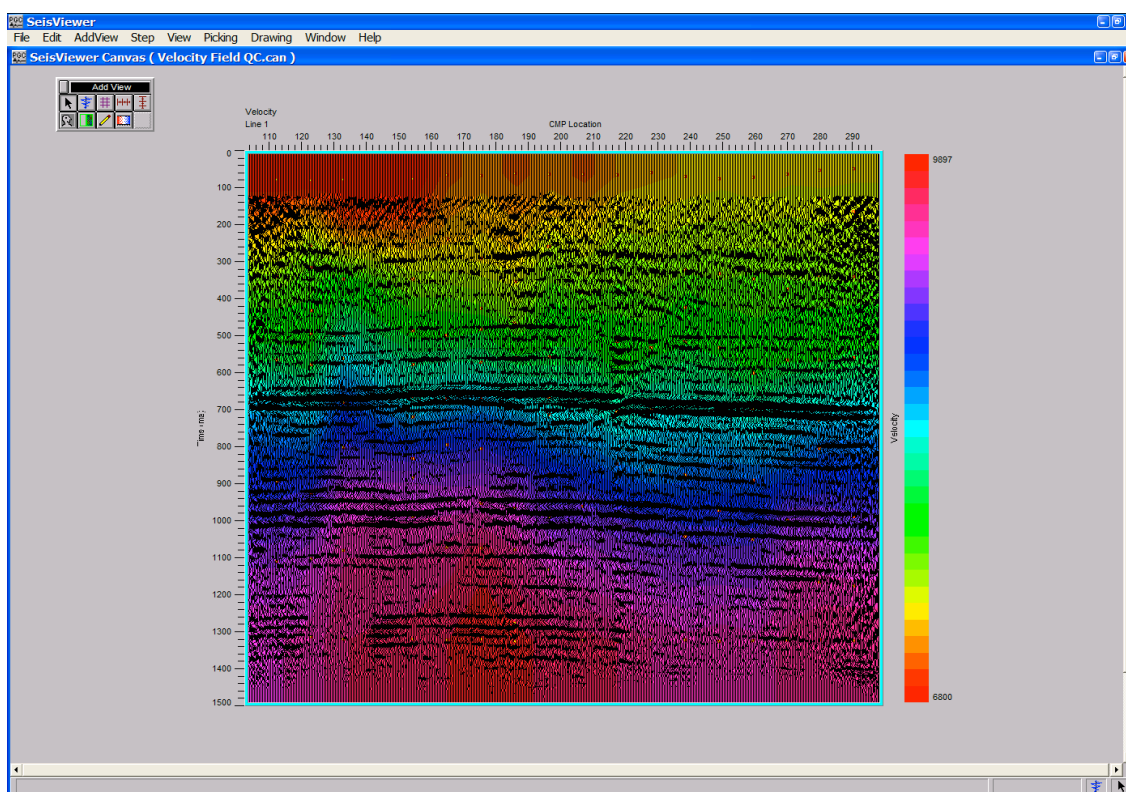 PGC SeisViewer
File Edit AddView Step View Picking Drawing Window Help
PGC SeisViewer Canvas ( Velocity Field QC.can )
Add View
Velocity
Line 1 CMP Location
110 120 130 140 150 160 170 180 190 200 210 220 230 240 250 260 270 280 290
0
100
200
300
400
500
600
700
800
900
1000
1100
1200
1300
1400
1500
9897
Velocity
6800